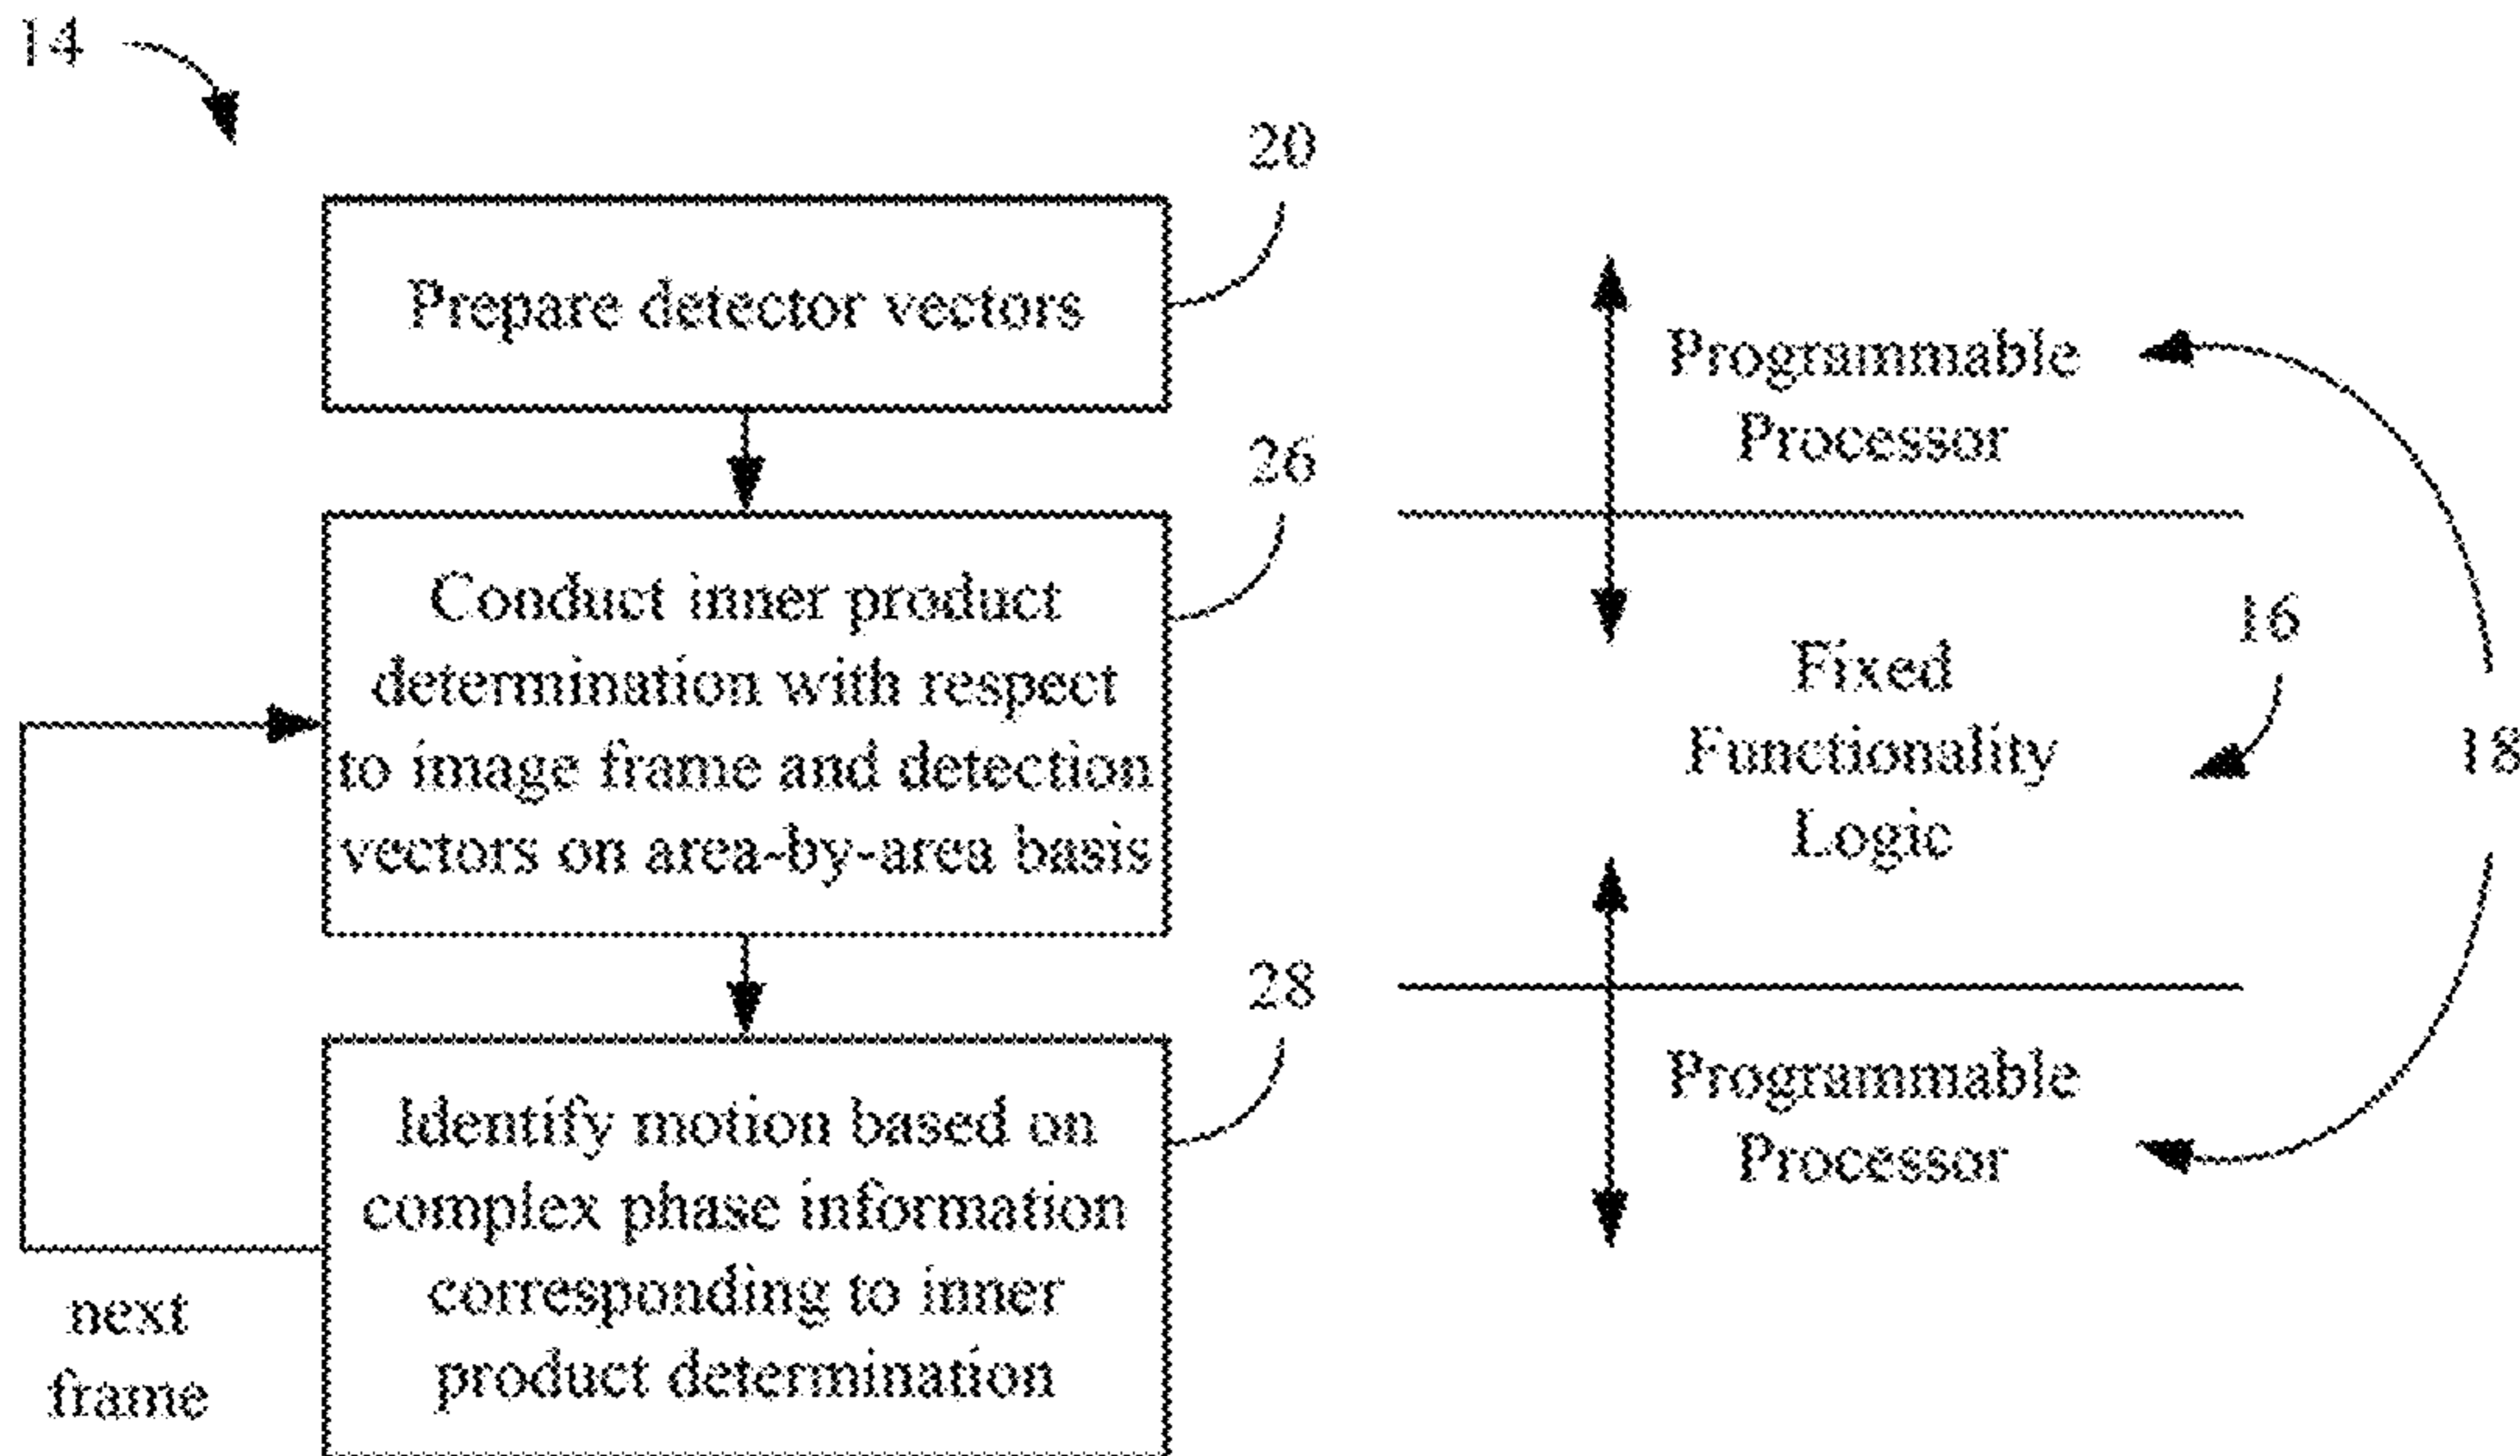 14
20
Prepare detector vectors
26
Conduct inner product
determination with respect
to image frame and detection
vectors on area-by-area basis
28
Identify motion based on
complex phase information
corresponding to inner
product determination
next
frame
Programmable
Processor
Fixed
Functionality
Logic
16
18
Programmable
Processor